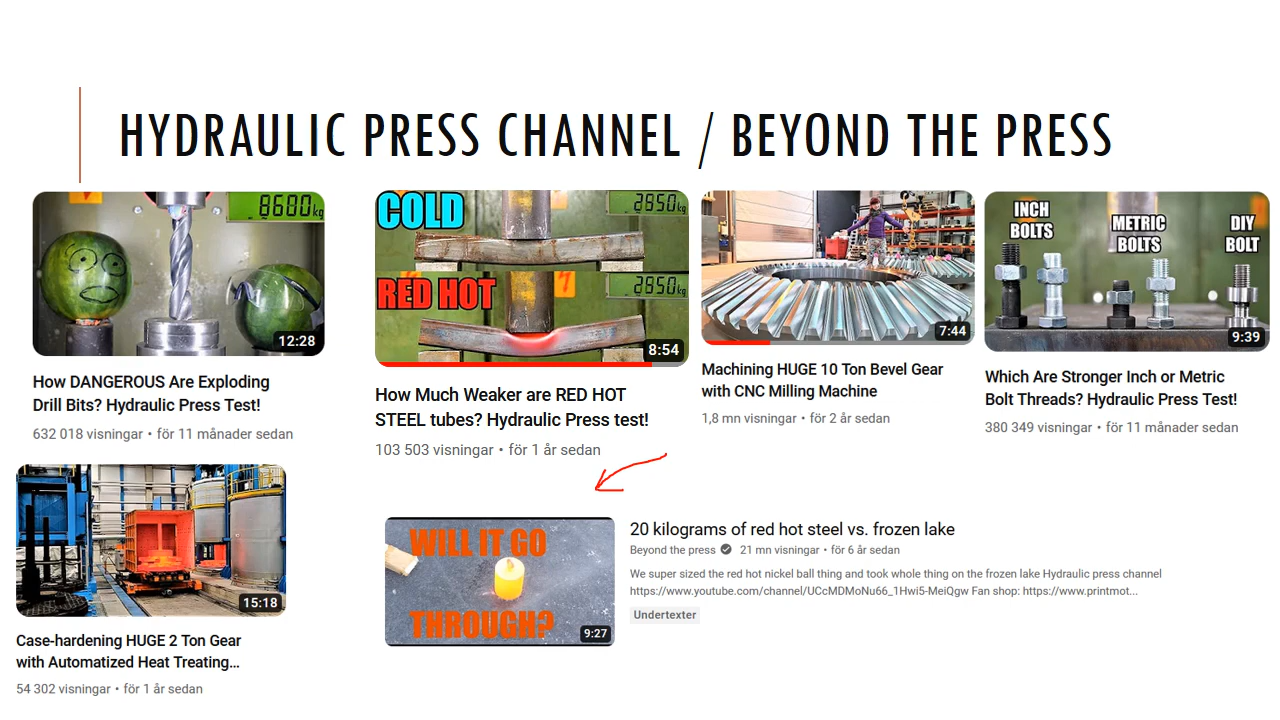 HYDRAULIC PRESS CHANNEL / BEYOND THE PRESS
8680kg
12:28
How DANGEROUS Are Exploding
Drill Bits? Hydraulic Press Test!
632 018 visningar • för 11 månader sedan
COLD
2850
RED HOT
2850kg
8:54
How Much Weaker are RED HOT
STEEL tubes? Hydraulic Press test!
103 503 visningar • för 1 år sedan
7:44
Machining HUGE 10 Ton Bevel Gear
with CNC Milling Machine
1,8 mn visningar • för 2 år sedan
INCH
BOLTS
METRIC
BOLTS
DIY
BOLT
9:39
Which Are Stronger Inch or Metric
Bolt Threads? Hydraulic Press Test!
380 349 visningar • för 11 månader sedan
15:18
Case-hardening HUGE 2 Ton Gear
with Automatized Heat Treating...
54 302 visningar • för 1 år sedan
WILL IT GO
THROUGH?
9:27
20 kilograms of red hot steel vs. frozen lake
Beyond the press 21 mn visningar • för 6 år sedan
We super sized the red hot nickel ball thing and took whole thing on the frozen lake Hydraulic press channel
https://www.youtube.com/channel/UCcMDMoNu66_1Hwi5-MeiQgw Fan shop: https://www.printmot...
Undertexter